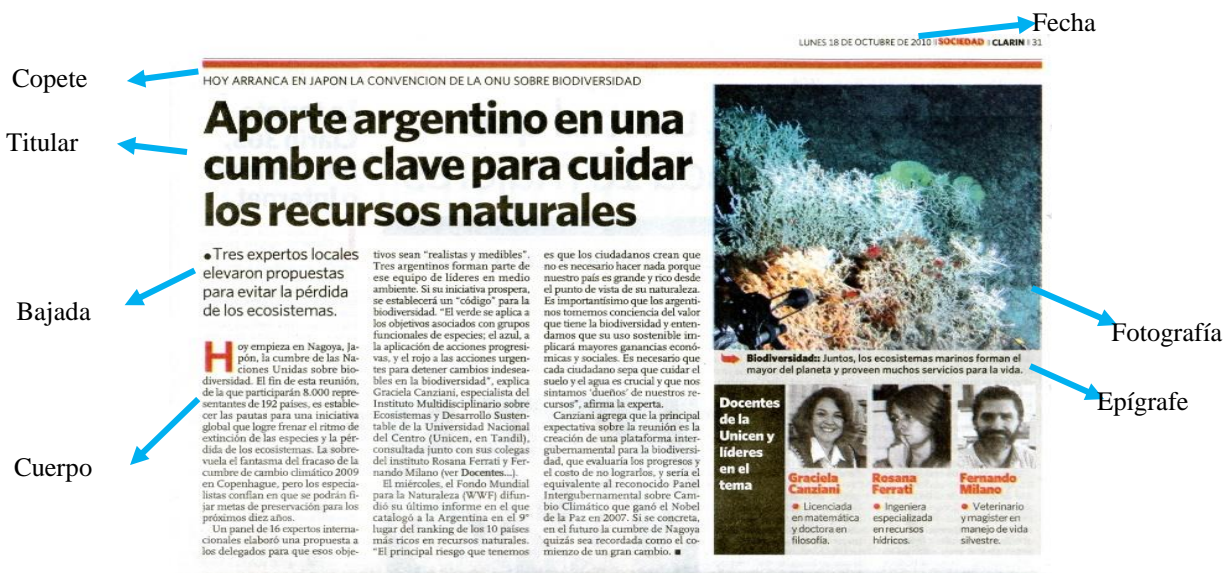 Fecha
LUNES 18 DE OCTUBRE DE 2010 || SOCIEDAD || CLARIN || 31
Copete
HOY ARRANCA EN JAPON LA CONVENCION DE LA ONU SOBRE BIODIVERSIDAD
Titular
Aporte argentino en una
cumbre clave para cuidar
los recursos naturales
Bajada
• Tres expertos locales
elevaron propuestas
para evitar la pérdida
de los ecosistemas.
Cuerpo
Hoy empieza en Nagoya, Ja-
pón, la cumbre de las Na-
ciones Unidas sobre bio-
diversidad. El fin de esta reunión,
de la que participarán 8.000 repre-
sentantes de 192 países, es estable-
cer las pautas para una iniciativa
global que logre frenar el ritmo de
extinción de las especies y la pér-
dida de los ecosistemas. La sobre-
vuela el fantasma del fracaso de la
cumbre de cambio climático 2009
en Copenhague, pero los especia-
listas confían en que se podrán fi-
jar metas de preservación para los
próximos diez años.
Un panel de 16 expertos interna-
cionales elaboró una propuesta a
los delegados para que esos obje-
tivos sean "realistas y medibles".
Tres argentinos forman parte de
ese equipo de líderes en medio
ambiente. Si su iniciativa prospera,
se establecerá un "código" para la
biodiversidad. "El verde se aplica a
los objetivos asociados con grupos
funcionales de especies; el azul, a
la aplicación de acciones progresi-
vas, y el rojo a las acciones urgen-
tes para detener cambios indesea-
bles en la biodiversidad", explica
Graciela Canziani, especialista del
Instituto Multidisciplinario sobre
Ecosistemas y Desarrollo Susten-
table de la Universidad Nacional
del Centro (Unicen, en Tandil),
consultada junto con sus colegas
del instituto Rosana Ferrati y Fer-
nando Milano (ver Docentes...).
El miércoles, el Fondo Mundial
para la Naturaleza (WWF) difun-
dió su último informe en el que
catalogó a la Argentina en el 9°
lugar del ranking de los 10 países
más ricos en recursos naturales.
"El principal riesgo que tenemos
es que los ciudadanos crean que
no es necesario hacer nada porque
nuestro país es grande y rico desde
el punto de vista de su naturaleza.
Es importantísimo que los argenti-
nos tomemos conciencia del valor
que tiene la biodiversidad y enten-
damos que su uso sostenible im-
plicará mayores ganancias econó-
micas y sociales. Es necesario que
cada ciudadano sepa que cuidar el
suelo y el agua es crucial y que nos
sintamos 'dueños' de nuestro re-
cursos", afirma la experta.
Canziani agrega que la principal
expectativa sobre la reunión es la
creación de una plataforma inter-
gubernamental para la biodiversi-
dad, que evaluaría los progresos y
el costo de no lograrlos, y sería el
equivalente al reconocido Panel
Intergubernamental sobre Cam-
bio Climático que ganó el Nobel
de la Paz en 2007. Si se concreta,
en el futuro la cumbre de Nagoya
quizás sea recordada como el co-
mienzo de un gran cambio. ■
Fotografía
Biodiversidad:: Juntos, los ecosistemas marinos forman el
mayor del planeta y proveen muchos servicios para la vida.
Epígrafe
Docentes
de la
Unicen y
líderes
en el
tema
Graciela
Canziani
• Licenciada
en matemática
y doctora en
filosofía.
Rosana
Ferrati
• Ingeniera
especializada
en recursos
hídricos.
Fernando
Milano
• Veterinario
y magister en
manejo de vida
silvestre.